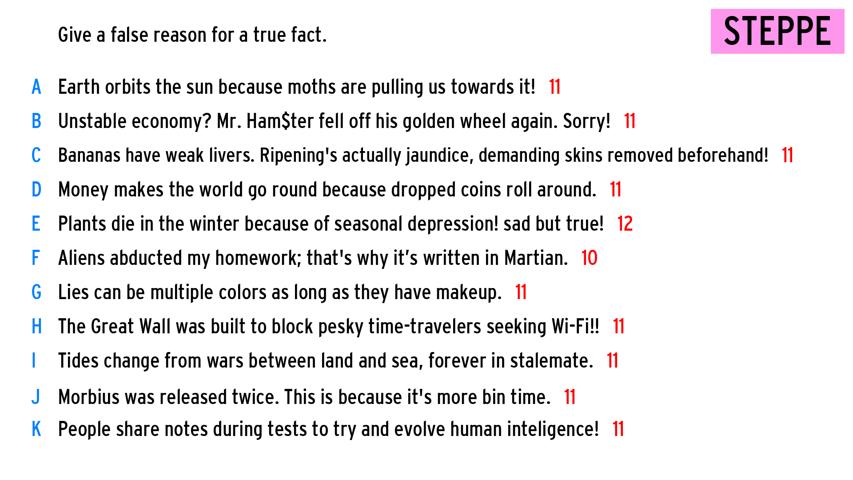 Give a false reason for a true fact.
STEPPE
A Earth orbits the sun because moths are pulling us towards it! 11
B Unstable economy? Mr. Ham$ter fell off his golden wheel again. Sorry! 11
C Bananas have weak livers. Ripening's actually jaundice, demanding skins removed beforehand! 11
D Money makes the world go round because dropped coins roll around. 11
E Plants die in the winter because of seasonal depression! sad but true! 12
F Aliens abducted my homework; that's why it’s written in Martian. 10
G Lies can be multiple colors as long as they have makeup. 11
H The Great Wall was built to block pesky time-travelers seeking Wi-Fi!! 11
I Tides change from wars between land and sea, forever in stalemate. 11
J Morbius was released twice. This is because it's more bin time. 11
K People share notes during tests to try and evolve human inteligence! 11